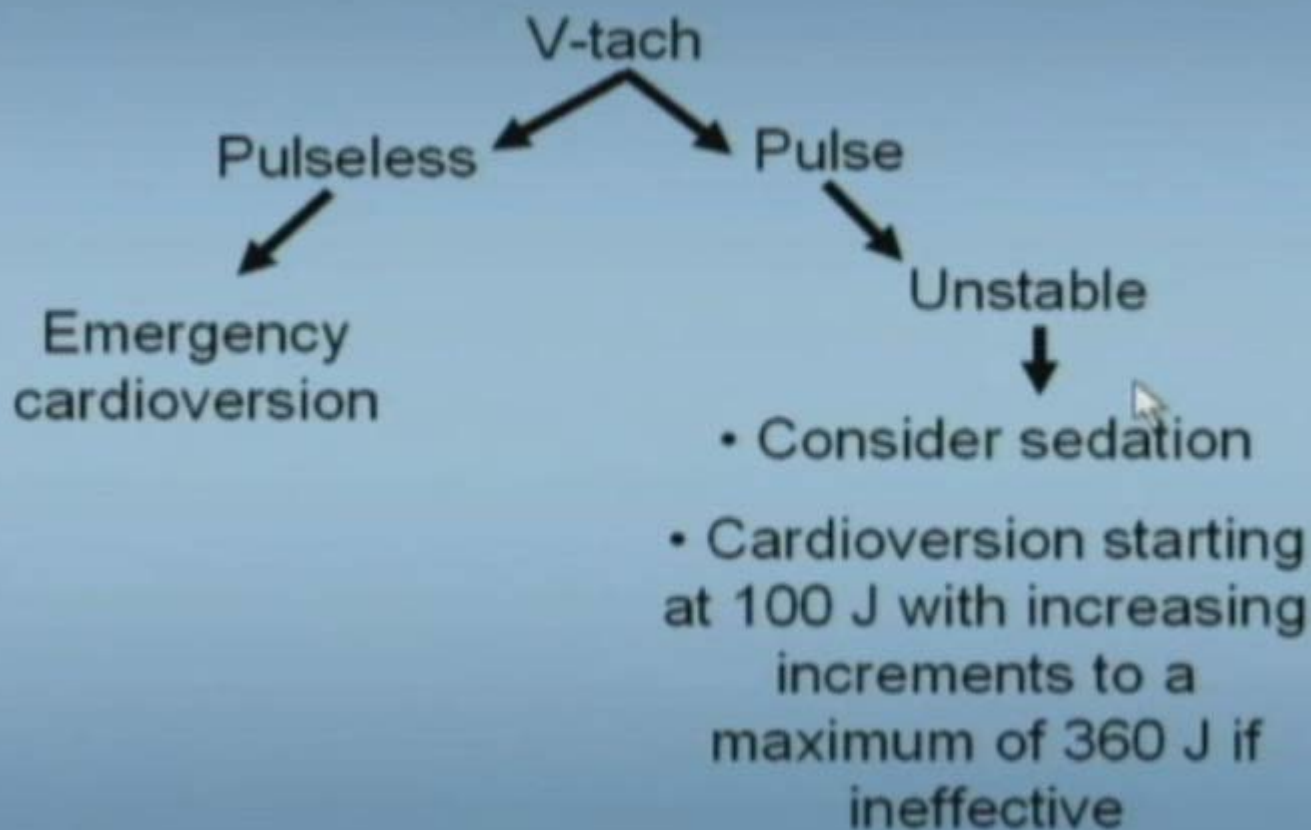 V-tach
Pulseless
Pulse
Emergency
cardioversion
Unstable
• Consider sedation
• Cardioversion starting
at 100 J with increasing
increments to a
maximum of 360 J if
ineffective